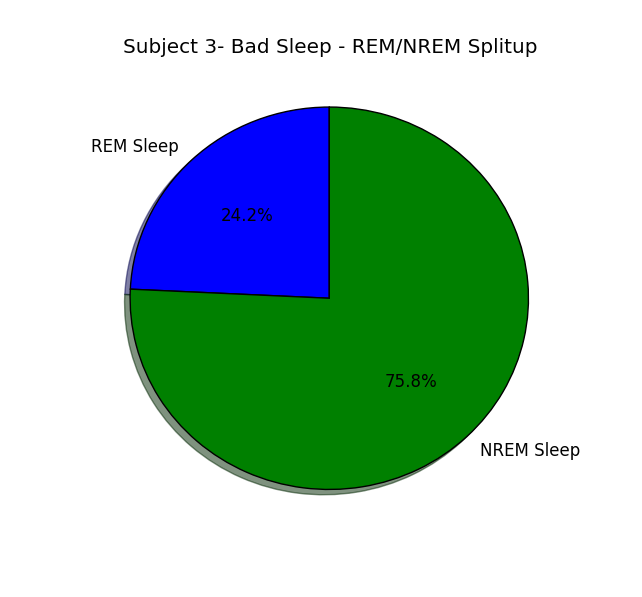 Subject 3- Bad Sleep - REM/NREM Splitup
REM Sleep
24.2%
75.8%
NREM Sleep